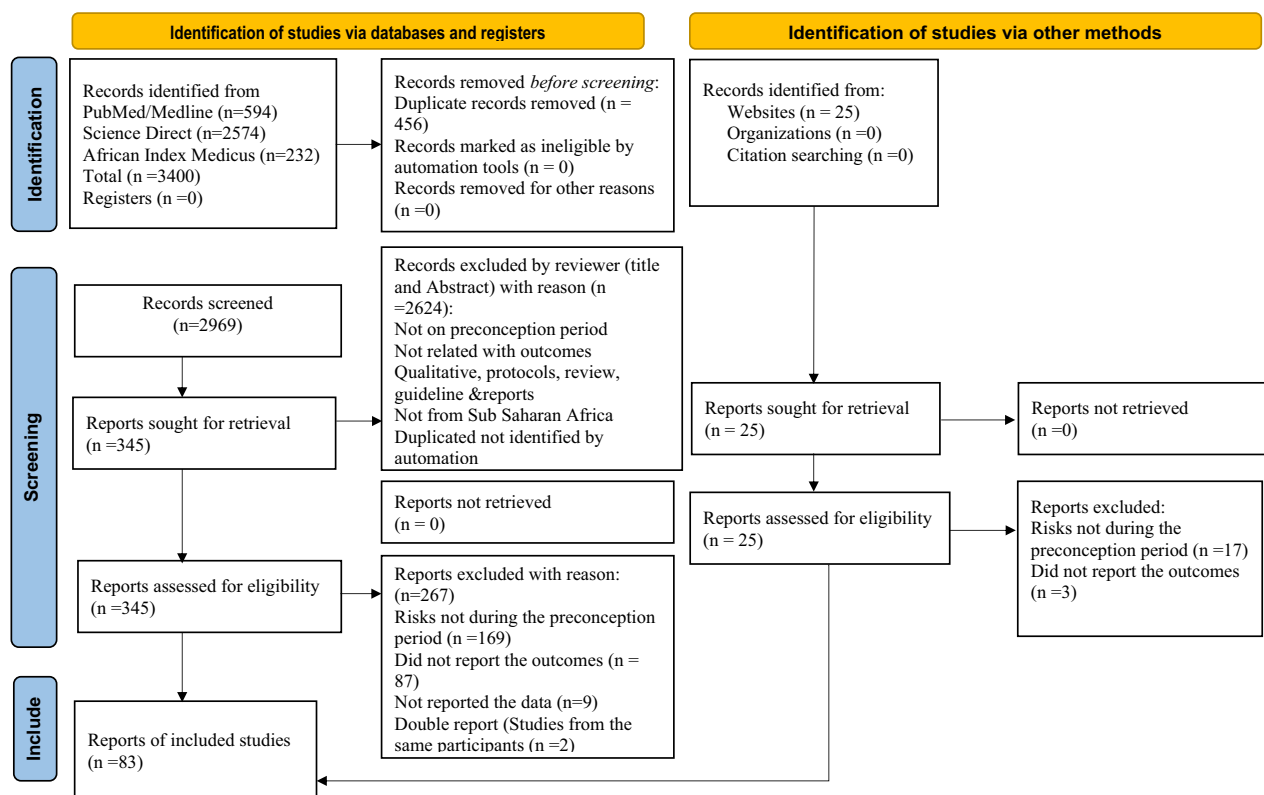 Identification of studies via databases and registers
Identification of studies via other methods
Identification
Records identified from
PubMed/Medline (n=594)
Science Direct (n=2574)
African Index Medicus (n=232)
Total (n =3400)
Registers (n =0)
Records removed before screening:
Duplicate records removed (n =
456)
Records marked as ineligible by
automation tools (n = 0)
Records removed for other reasons
(n =0)
Records identified from:
Websites (n = 25)
Organizations (n =0)
Citation searching (n =0)
Screening
Records screened
(n=2969)
Records excluded by reviewer (title
and Abstract) with reason (n
=2624):
Not on preconception period
Not related with outcomes
Qualitative, protocols, review,
guideline &reports
Not from Sub Saharan Africa
Duplicated not identified by
automation
Reports sought for retrieval
(n =345)
Reports not retrieved
(n = 0)
Reports sought for retrieval
(n = 25)
Reports not retrieved
(n =0)
Reports assessed for eligibility
(n =345)
Reports excluded with reason:
(n=267)
Risks not during the preconception
period (n =169)
Did not report the outcomes (n =
87)
Not reported the data (n=9)
Double report (Studies from the
same participants (n =2)
Reports assessed for eligibility
(n = 25)
Reports excluded:
Risks not during the
preconception period (n =17)
Did not report the outcomes
(n =3)
Include
Reports of included studies
(n =83)